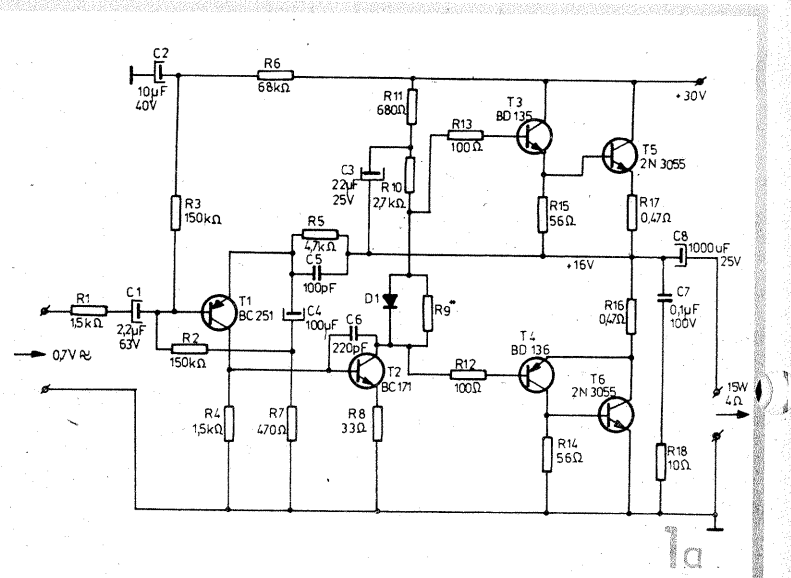 C2
10µF
40V
R6
68kΩ
R11
680Ω
+30V
T3
BD 135
R13
100Ω
T5
2N 3055
C3
22uF
25V
R10
2,7kΩ
R3
150kΩ
R15
56Ω
R17
0,47Ω
R5
4,7kΩ
C5
100pF
+16V
C8
1000uF
25V
R1
1,5kΩ
C1
2,2µF
63V
T1
BC 251
C4
100µF
D1
R9*
R16
0,47Ω
C7
0,1µF
100V
0,7V ≈
R2
150kΩ
C6
220pF
T2
BC 171
R12
100Ω
T4
BD 136
T6
2N 3055
15W
4Ω
R4
1,5kΩ
R7
470Ω
R8
33Ω
R14
56Ω
R18
10Ω
1a